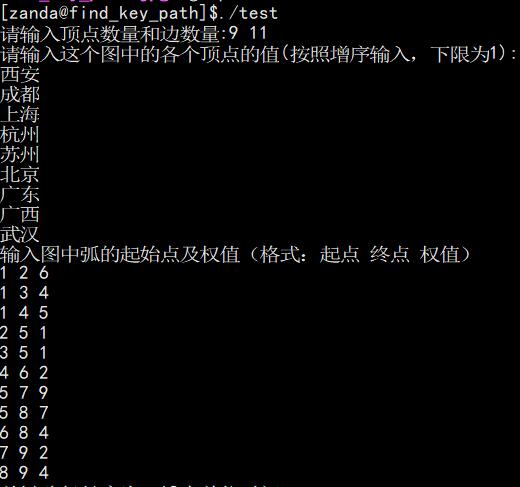 [zanda@find_key_path]$./test
请输入顶点数量和边数量:9 11
请输入这个图中的各个顶点的值(按照增序输入，下限为1):
西安
成都
上海
杭州
苏州
北京
广东
广西
武汉
输入图中弧的起始点及权值（格式：起点 终点 权值）
1 2 6
1 3 4
1 4 5
2 5 1
3 5 1
4 6 2
5 7 9
5 8 7
6 8 4
7 9 2
8 9 4